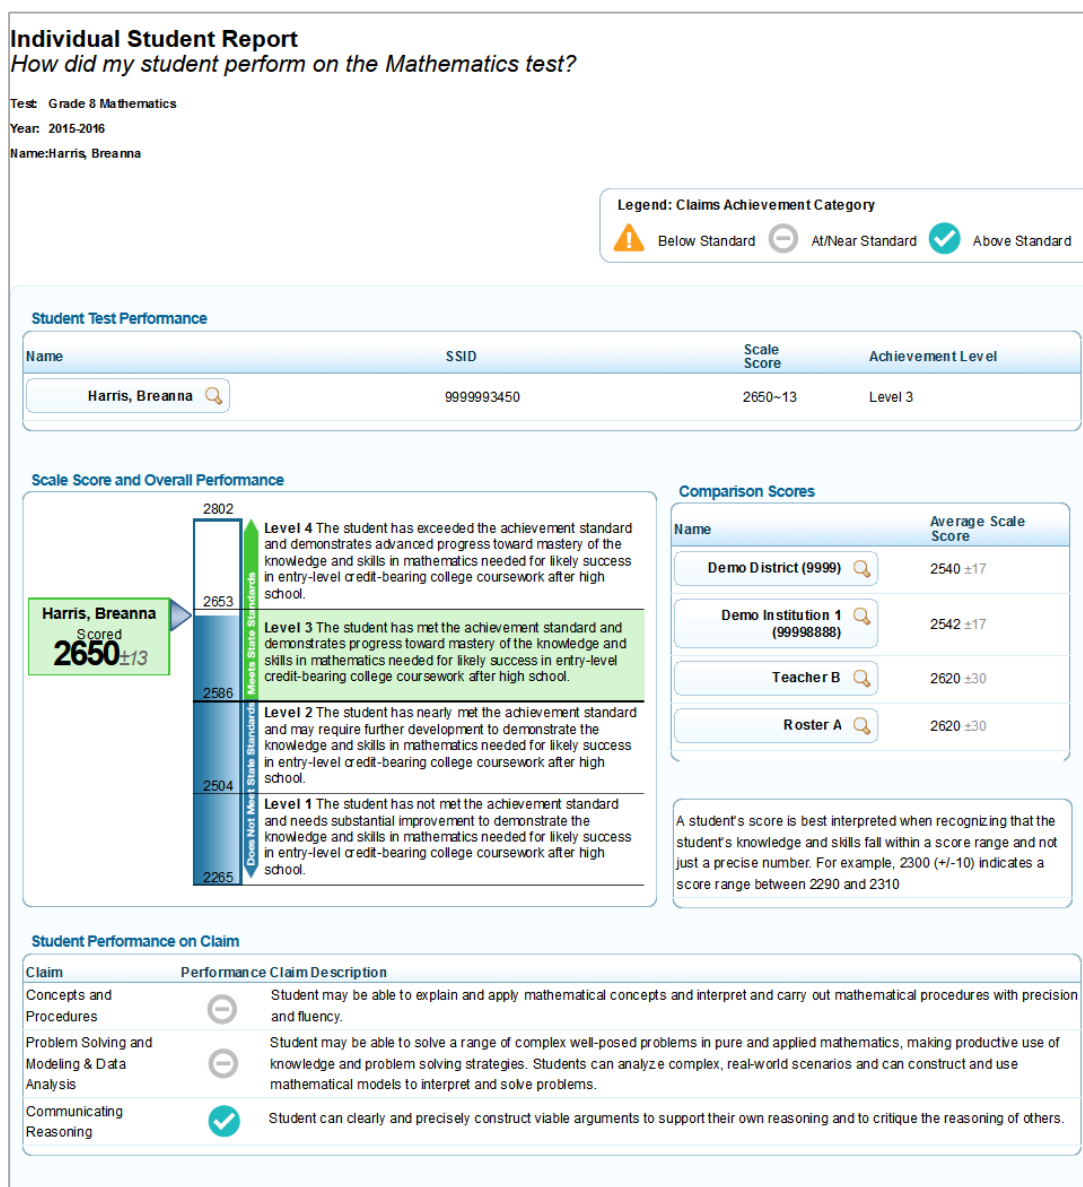 Individual Student Report
How did my student perform on the Mathematics test?
Test: Grade 8 Mathematics
Year: 2015-2016
Name:Harris, Breanna
Legend: Claims Achievement Category
Below Standard At/Near Standard Above Standard
Student Test Performance
Name SSID Scale Score Achievement Level
Harris, Breanna 9999993450 2650~13 Level 3
Scale Score and Overall Performance
2802
2653
2586
2504
2265
Harris, Breanna
Scored
2650±13
Meets State Standards
Does Not Meet State Standards
Level 4 The student has exceeded the achievement standard
and demonstrates advanced progress toward mastery of the
knowledge and skills in mathematics needed for likely success
in entry-level credit-bearing college coursework after high
school.
Level 3 The student has met the achievement standard and
demonstrates progress toward mastery of the knowledge and
skills in mathematics needed for likely success in entry-level
credit-bearing college coursework after high school.
Level 2 The student has nearly met the achievement standard
and may require further development to demonstrate the
knowledge and skills in mathematics needed for likely success
in entry-level credit-bearing college coursework after high
school.
Level 1 The student has not met the achievement standard
and needs substantial improvement to demonstrate the
knowledge and skills in mathematics needed for likely success
in entry-level credit-bearing college coursework after high
school.
Comparison Scores
Name Average Scale Score
Demo District (9999) 2540 ±17
Demo Institution 1 (99998888) 2542 ±17
Teacher B 2620 ±30
Roster A 2620 ±30
A student's score is best interpreted when recognizing that the
student's knowledge and skills fall within a score range and not
just a precise number. For example, 2300 (+/-10) indicates a
score range between 2290 and 2310
Student Performance on Claim
Claim Performance Claim Description
Concepts and
Procedures
Student may be able to explain and apply mathematical concepts and interpret and carry out mathematical procedures with precision
and fluency.
Problem Solving and
Modeling & Data
Analysis
Student may be able to solve a range of complex well-posed problems in pure and applied mathematics, making productive use of
knowledge and problem solving strategies. Students can analyze complex, real-world scenarios and can construct and use
mathematical models to interpret and solve problems.
Communicating
Reasoning
Student can clearly and precisely construct viable arguments to support their own reasoning and to critique the reasoning of others.